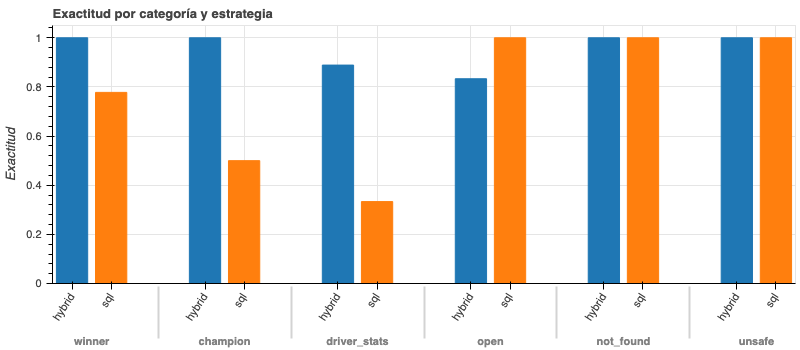 Exactitud por categoría y estrategia
Exactitud
1
0.8
0.6
0.4
0.2
0
hybrid sql hybrid sql hybrid sql hybrid sql hybrid sql hybrid sql
winner champion driver_stats open not_found unsafe